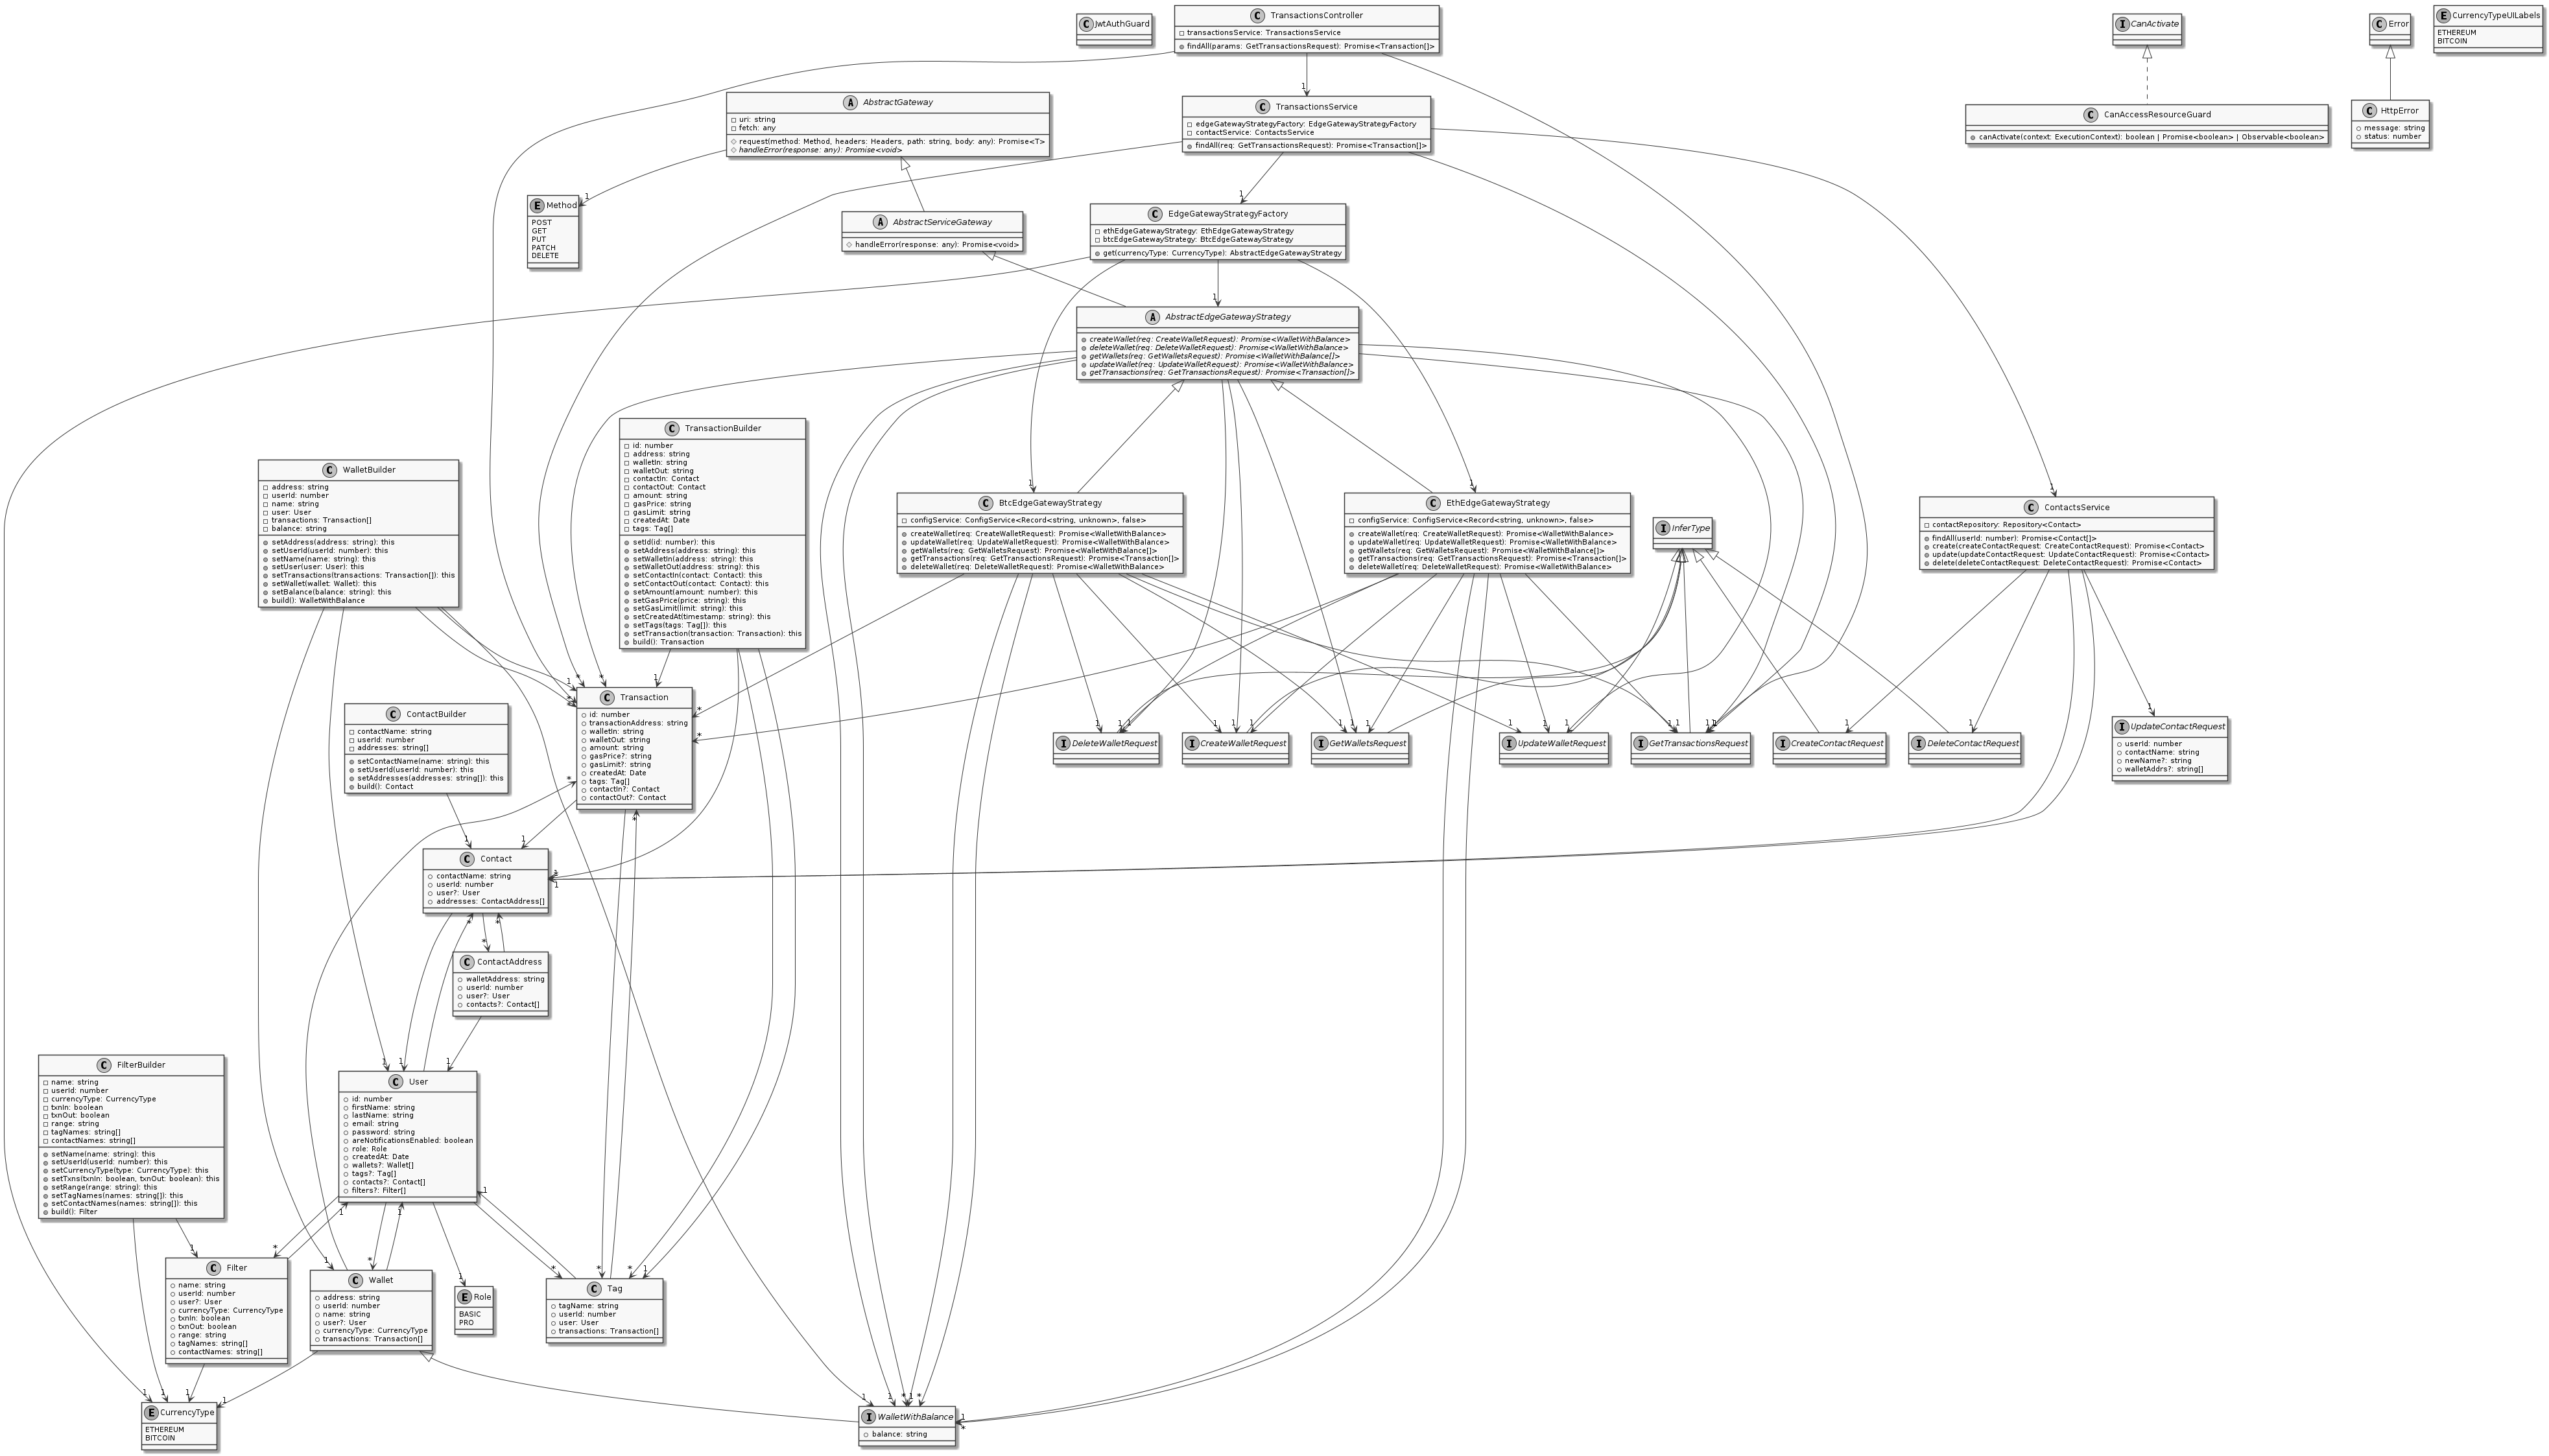 C JwtAuthGuard
C TransactionsController
transactionsService: TransactionsService
findAll(params: GetTransactionsRequest): Promise<Transaction[]>
I CanActivate
C Error
E CurrencyTypeUILabels
ETHEREUM
BITCOIN
A AbstractGateway
uri: string
fetch: any
request(method: Method, headers: Headers, path: string, body: any): Promise<T>
handleError(response: any): Promise<void>
C TransactionsService
edgeGatewayStrategyFactory: EdgeGatewayStrategyFactory
contactService: ContactsService
findAll(req: GetTransactionsRequest): Promise<Transaction[]>
C CanAccessResourceGuard
canActivate(context: ExecutionContext): boolean | Promise<boolean> | Observable<boolean>
C HttpError
message: string
status: number
E Method
POST
GET
PUT
PATCH
DELETE
A AbstractServiceGateway
handleError(response: any): Promise<void>
C EdgeGatewayStrategyFactory
ethEdgeGatewayStrategy: EthEdgeGatewayStrategy
btcEdgeGatewayStrategy: BtcEdgeGatewayStrategy
get(currencyType: CurrencyType): AbstractEdgeGatewayStrategy
A AbstractEdgeGatewayStrategy
createWallet(req: CreateWalletRequest): Promise<WalletWithBalance>
deleteWallet(req: DeleteWalletRequest): Promise<WalletWithBalance>
getWallets(req: GetWalletsRequest): Promise<WalletWithBalance[]>
updateWallet(req: UpdateWalletRequest): Promise<WalletWithBalance>
getTransactions(req: GetTransactionsRequest): Promise<Transaction[]>
C WalletBuilder
address: string
userId: number
name: string
user: User
transactions: Transaction[]
balance: string
setAddress(address: string): this
setUserId(userId: number): this
setName(name: string): this
setUser(user: User): this
setTransactions(transactions: Transaction[]): this
setWallet(wallet: Wallet): this
setBalance(balance: string): this
build(): WalletWithBalance
C TransactionBuilder
id: number
address: string
walletIn: string
walletOut: string
contactIn: Contact
contactOut: Contact
amount: string
gasPrice: string
gasLimit: string
createdAt: Date
tags: Tag[]
setId(id: number): this
setAddress(address: string): this
setWalletIn(address: string): this
setWalletOut(address: string): this
setContactIn(contact: Contact): this
setContactOut(contact: Contact): this
setAmount(amount: number): this
setGasPrice(price: string): this
setGasLimit(limit: string): this
setCreatedAt(timestamp: string): this
setTags(tags: Tag[]): this
setTransaction(transaction: Transaction): this
build(): Transaction
C BtcEdgeGatewayStrategy
configService: ConfigService<Record<string, unknown>, false>
createWallet(req: CreateWalletRequest): Promise<WalletWithBalance>
updateWallet(req: UpdateWalletRequest): Promise<WalletWithBalance>
getWallets(req: GetWalletsRequest): Promise<WalletWithBalance[]>
getTransactions(req: GetTransactionsRequest): Promise<Transaction[]>
deleteWallet(req: DeleteWalletRequest): Promise<WalletWithBalance>
C EthEdgeGatewayStrategy
configService: ConfigService<Record<string, unknown>, false>
createWallet(req: CreateWalletRequest): Promise<WalletWithBalance>
updateWallet(req: UpdateWalletRequest): Promise<WalletWithBalance>
getWallets(req: GetWalletsRequest): Promise<WalletWithBalance[]>
getTransactions(req: GetTransactionsRequest): Promise<Transaction[]>
deleteWallet(req: DeleteWalletRequest): Promise<WalletWithBalance>
I InferType
C ContactsService
contactRepository: Repository<Contact>
findAll(userId: number): Promise<Contact[]>
create(createContactRequest: CreateContactRequest): Promise<Contact>
update(updateContactRequest: UpdateContactRequest): Promise<Contact>
delete(deleteContactRequest: DeleteContactRequest): Promise<Contact>
C ContactBuilder
contactName: string
userId: number
addresses: string[]
setContactName(name: string): this
setUserId(userId: number): this
setAddresses(addresses: string[]): this
build(): Contact
C Transaction
id: number
transactionAddress: string
walletIn: string
walletOut: string
amount: string
gasPrice?: string
gasLimit?: string
createdAt: Date
tags: Tag[]
contactIn?: Contact
contactOut?: Contact
I DeleteWalletRequest
I CreateWalletRequest
I GetWalletsRequest
I UpdateWalletRequest
I GetTransactionsRequest
I CreateContactRequest
I DeleteContactRequest
I UpdateContactRequest
userId: number
contactName: string
newName?: string
walletAddrs?: string[]
C Contact
contactName: string
userId: number
user?: User
addresses: ContactAddress[]
C ContactAddress
walletAddress: string
userId: number
user?: User
contacts?: Contact[]
C FilterBuilder
name: string
userId: number
currencyType: CurrencyType
txnIn: boolean
txnOut: boolean
range: string
tagNames: string[]
contactNames: string[]
setName(name: string): this
setUserId(userId: number): this
setCurrencyType(type: CurrencyType): this
setTxns(txnIn: boolean, txnOut: boolean): this
setRange(range: string): this
setTagNames(names: string[]): this
setContactNames(names: string[]): this
build(): Filter
C User
id: number
firstName: string
lastName: string
email: string
password: string
areNotificationsEnabled: boolean
role: Role
createdAt: Date
wallets?: Wallet[]
tags?: Tag[]
contacts?: Contact[]
filters?: Filter[]
C Filter
name: string
userId: number
user?: User
currencyType: CurrencyType
txnIn: boolean
txnOut: boolean
range: string
tagNames: string[]
contactNames: string[]
C Wallet
address: string
userId: number
name: string
user?: User
currencyType: CurrencyType
transactions: Transaction[]
E Role
BASIC
PRO
C Tag
tagName: string
userId: number
user: User
transactions: Transaction[]
E CurrencyType
ETHEREUM
BITCOIN
I WalletWithBalance
balance: string